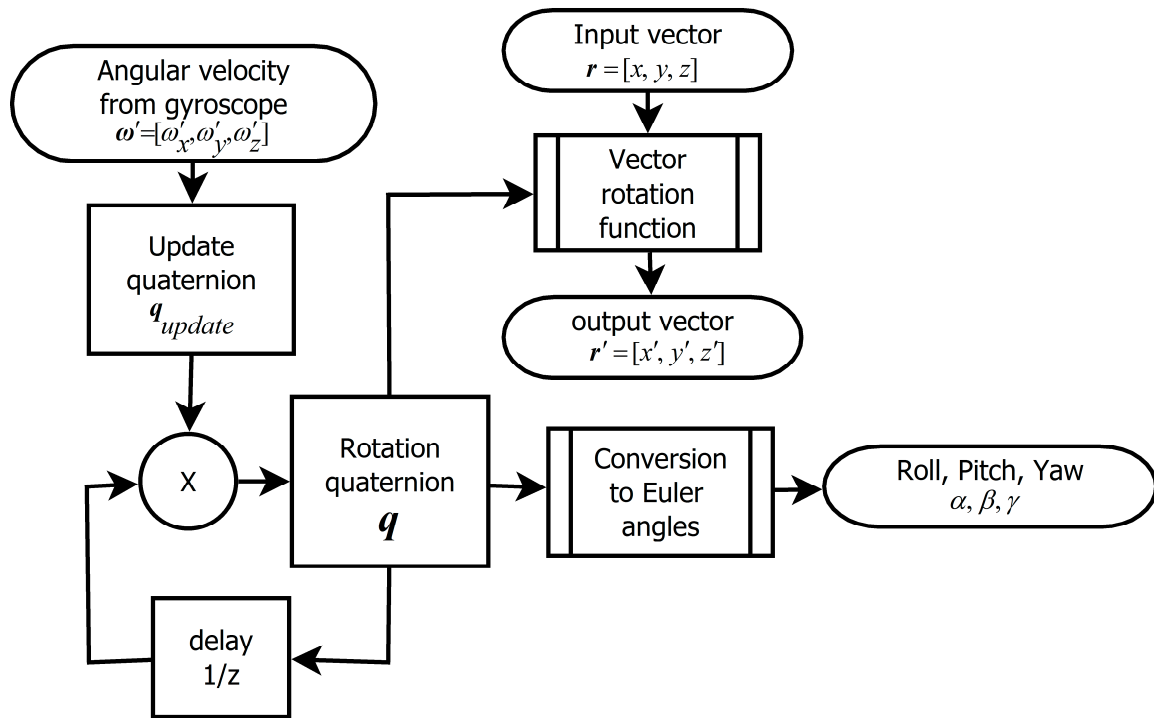 Angular velocity
from gyroscope
ω′=[ω′x,ω′y,ω′z]
Input vector
r = [x, y, z]
Vector
rotation
function
Update
quaternion
q update
output vector
r′ = [x′, y′, z′]
X
Rotation
quaternion
q
Conversion
to Euler
angles
Roll, Pitch, Yaw
α, β, γ
delay
1/z